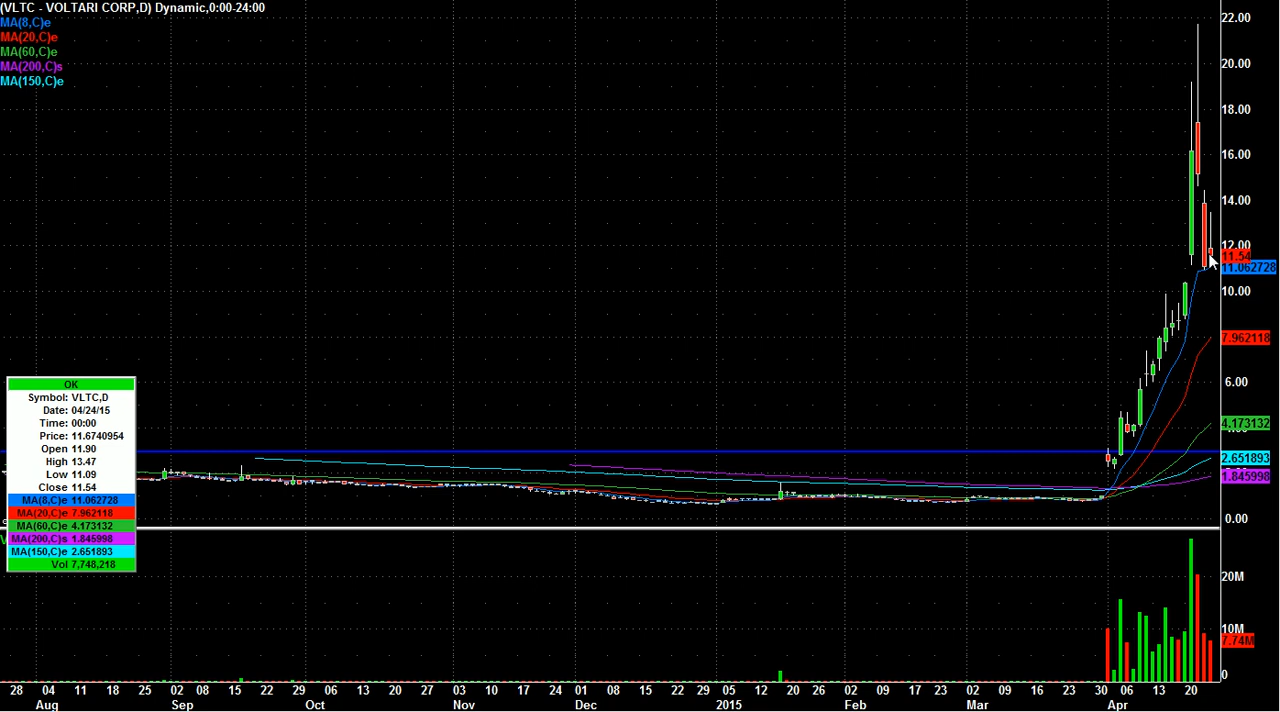 (VLTC - VOLTARI CORP,D) Dynamic,0:00-24:00
MA(8,C)e
MA(20,C)e
MA(60,C)e
MA(200,C)s
MA(150,C)e
22.00
20.00
18.00
16.00
14.00
12.00
11.54
11.062728
10.00
7.962118
6.00
4.173132
2.651893
1.845998
0.00
OK
Symbol: VLTC,D
Date: 04/24/15
Time: 00:00
Price: 11.6740954
Open 11.90
High 13.47
Low 11.09
Close 11.54
MA(8,C)e 11.062728
MA(20,C)e 7.962118
MA(60,C)e 4.173132
MA(200,C)s 1.845998
MA(150,C)e 2.651893
Vol 7,748,218
20M
10M
7.74M
0
28 04 11 18 25 02 08 15 22 29 06 13 20 27 03 10 17 24 01 08 15 22 29 05 12 20 26 02 09 17 23 02 09 16 23 30 06 13 20
Aug Sep Oct Nov Dec 2015 Feb Mar Apr